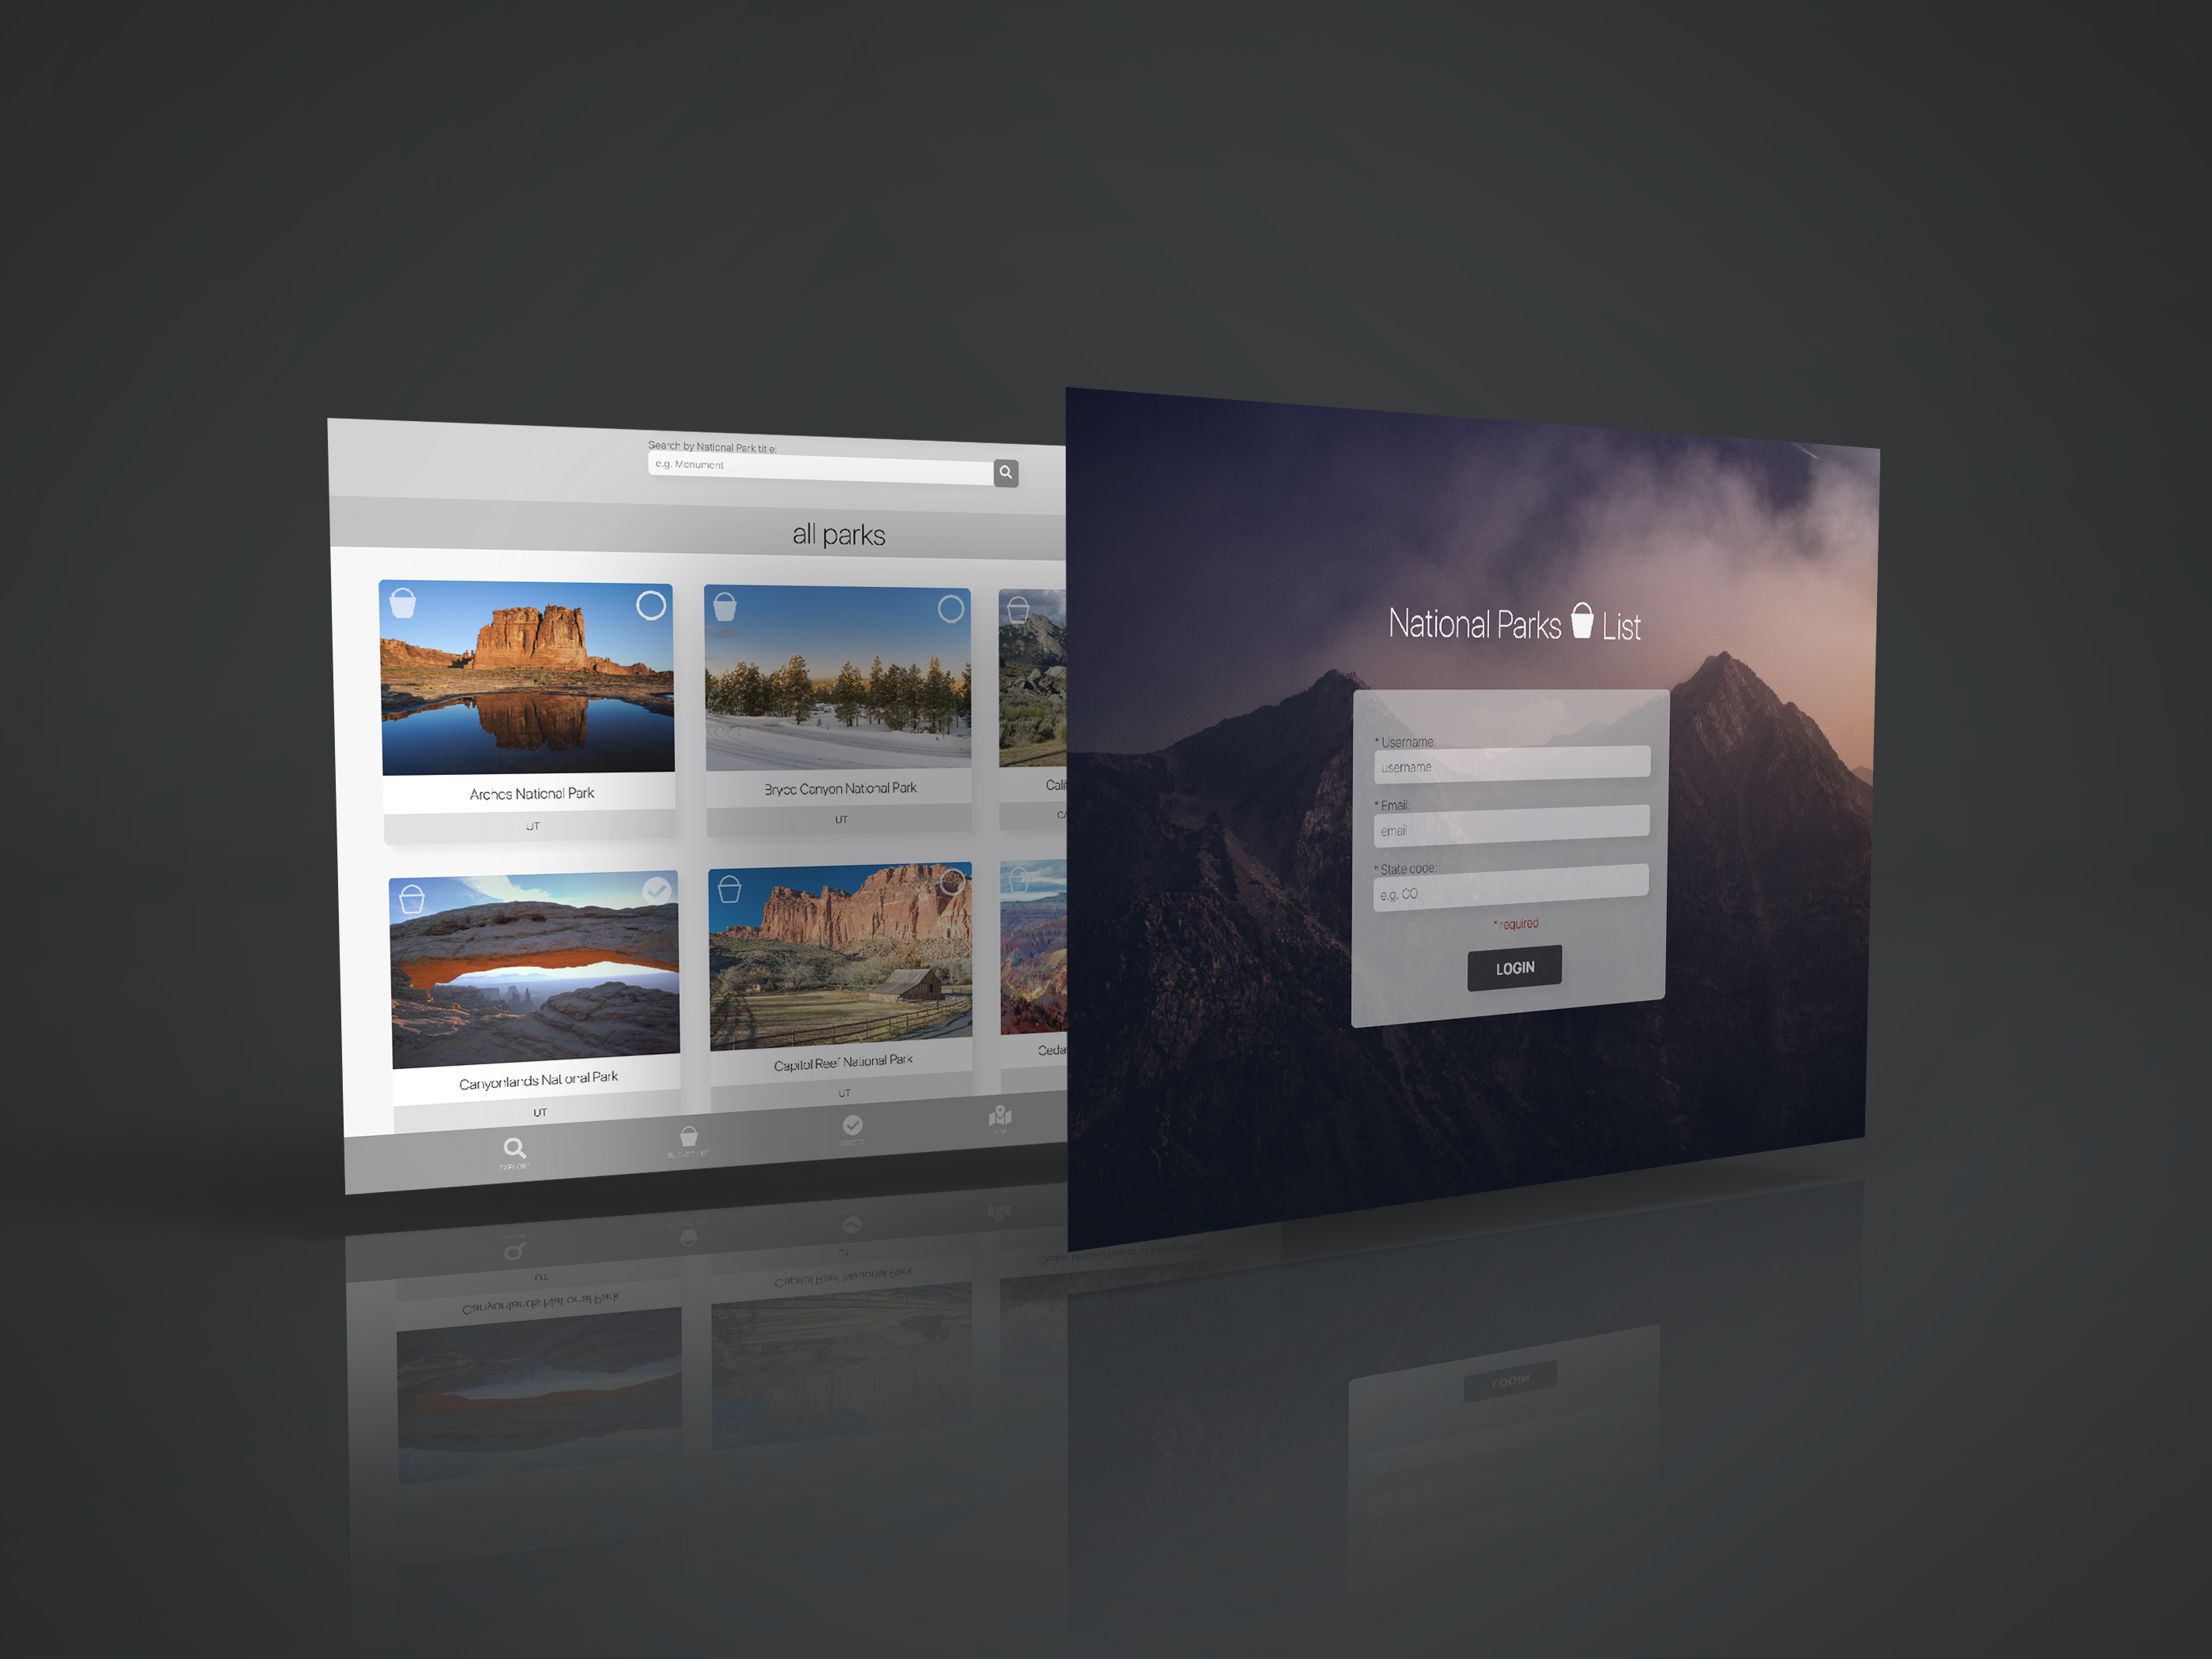 Search by National Park title:
e.g. Monument
all parks
Arches National Park
UT
Bryce Canyon National Park
UT
Cali
CA
Canyonlands National Park
UT
Capitol Reef National Park
UT
Ceda
EXPLORE
BUCKET LIST
VISITED
MAP
National Parks List
* Username:
username
* Email:
email
* State code:
e.g. CO
* required
LOGIN